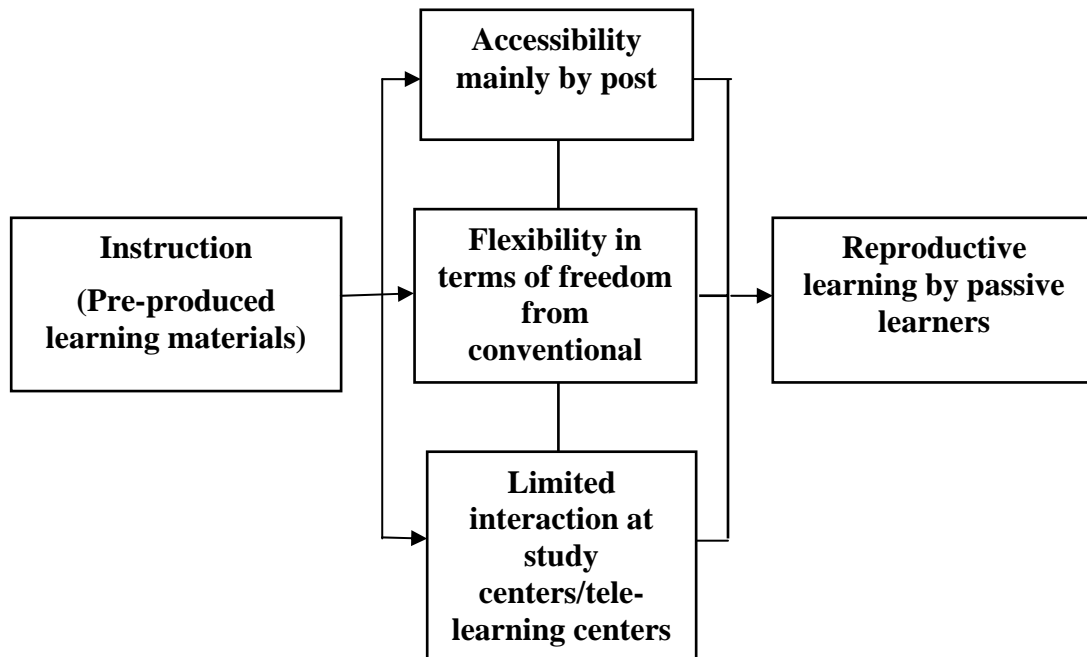 Accessibility
mainly by post
Instruction
(Pre-produced
learning materials)
Flexibility in
terms of freedom
from
conventional
Reproductive
learning by passive
learners
Limited
interaction at
study
centers/tele-
learning centers